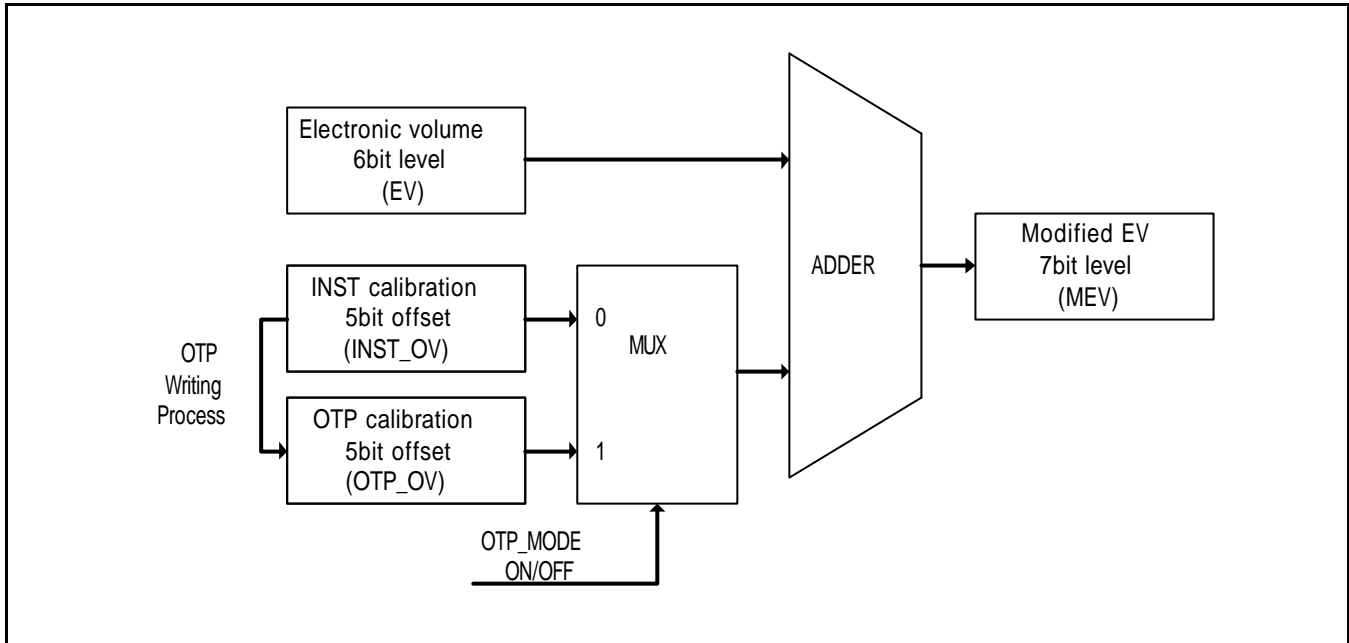 Electronic volume
6bit level
(EV)
INST calibration
5bit offset
(INST_OV)
OTP
Writing
Process
OTP calibration
5bit offset
(OTP_OV)
0
MUX
1
OTP_MODE
ON/OFF
ADDER
Modified EV
7bit level
(MEV)